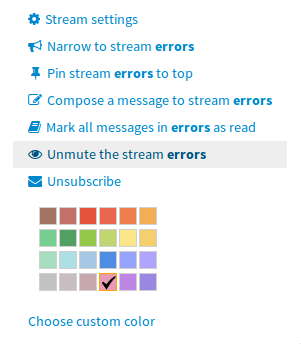 Stream settings
Narrow to stream errors
Pin stream errors to top
Compose a message to stream errors
Mark all messages in errors as read
Unmute the stream errors
Unsubscribe
Choose custom color